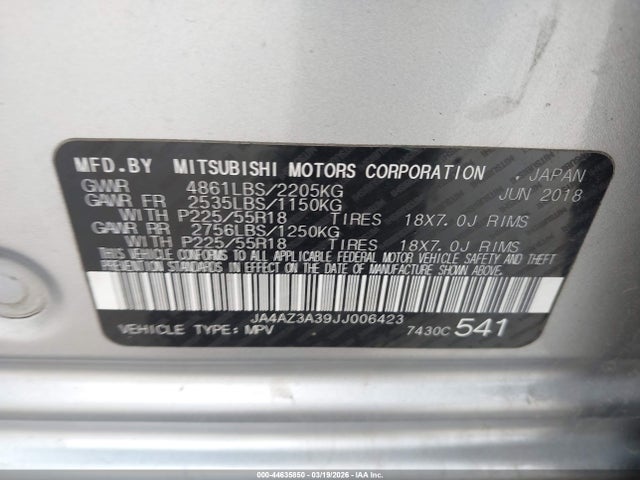 MFD.BY MITSUBISHI MOTORS CORPORATION , JAPAN
GVWR 4861LBS/2205KG JUN 2018
GAWR FR 2535LBS/1150KG
WITH P225/55R18 TIRES 18X7.0J RIMS
GAWR RR 2756LBS/1250KG
WITH P225/55R18 TIRES 18X7.0J RIMS
THIS VEHICLE CONFORMS TO ALL APPLICABLE FEDERAL MOTOR VEHICLE SAFETY AND THEFT
PREVENTION STANDARDS IN EFFECT ON THE DATE OF MANUFACTURE SHOWN ABOVE.
JA4AZ3A39JJ006423
VEHICLE TYPE: MPV 7430C 541
000-44635850 - 03/19/2026 - IAAI, Inc.